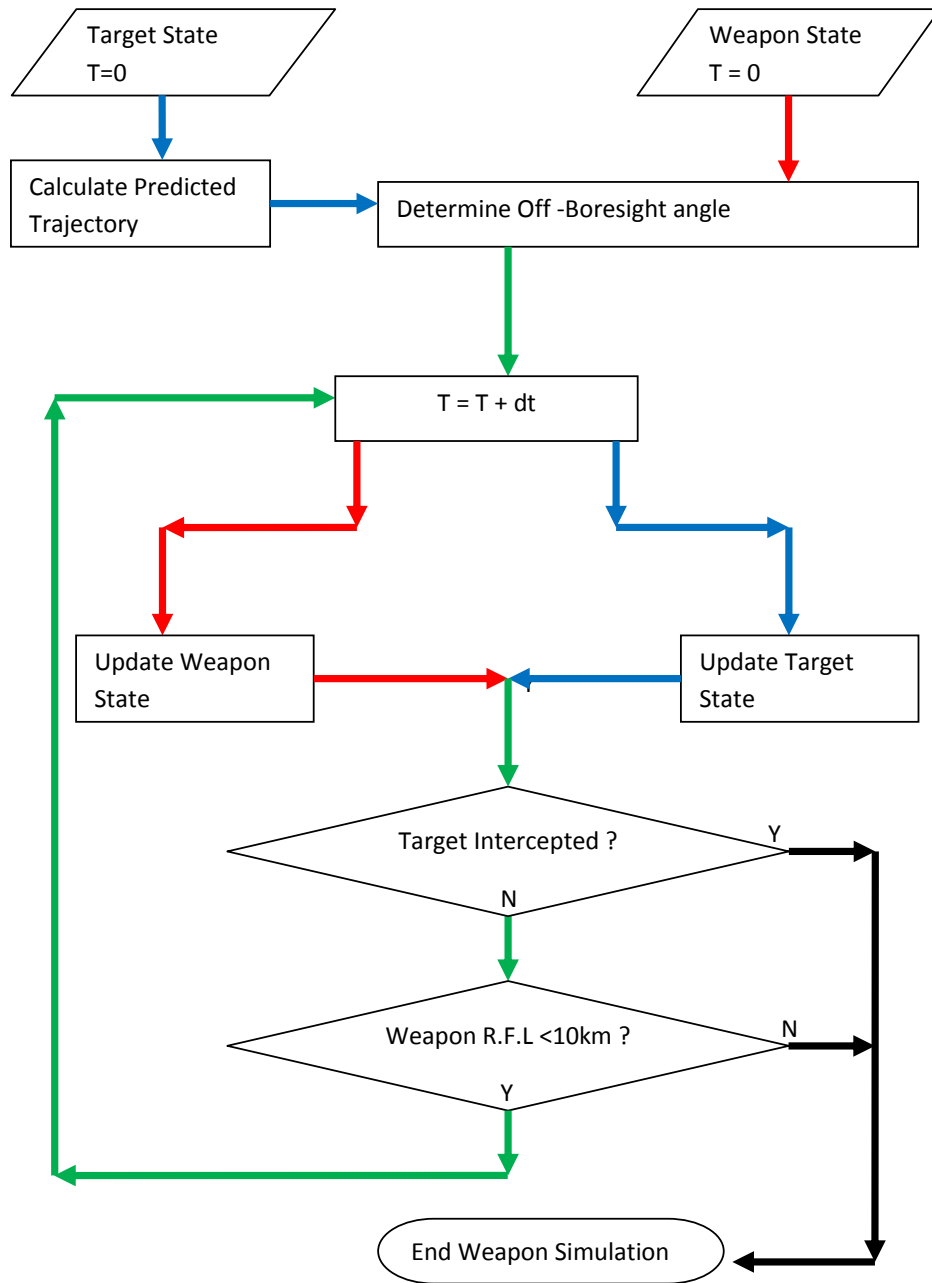 Target State
T=0
Weapon State
T = 0
Calculate Predicted
Trajectory
Determine Off -Boresight angle
T = T + dt
Update Weapon
State
Update Target
State
Target Intercepted ?
Y
N
Weapon R.F.L <10km ?
N
Y
End Weapon Simulation